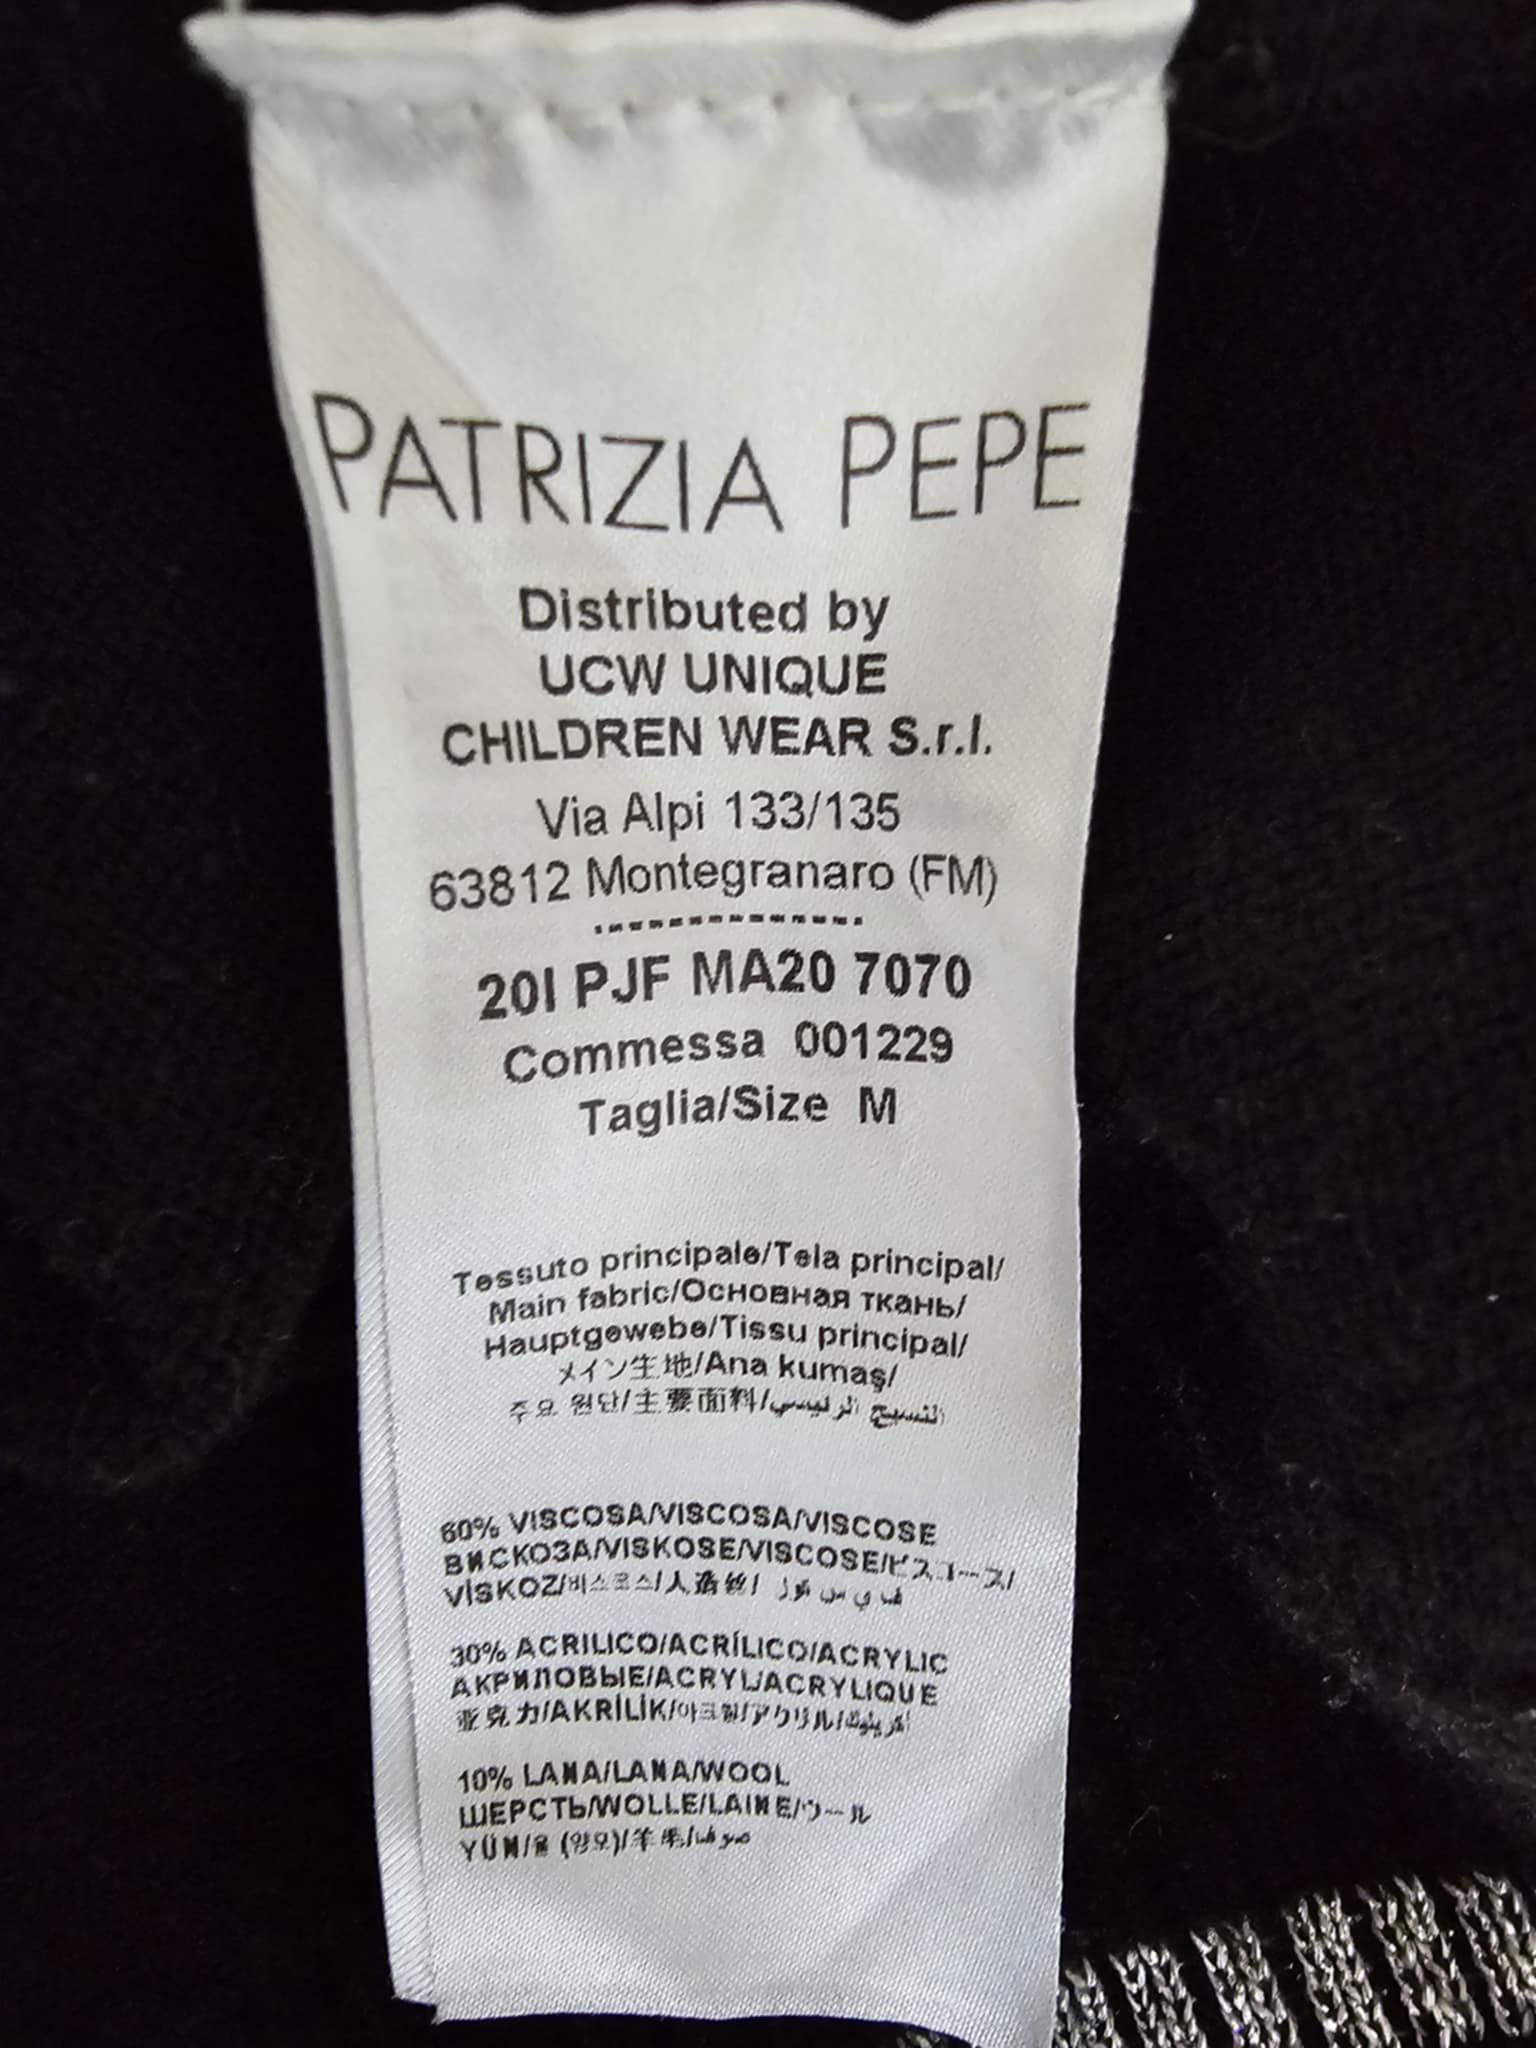 PATRIZIA PEPE
Distributed by
UCW UNIQUE
CHILDREN WEAR S.r.l.
Via Alpi 133/135
63812 Montegranaro (FM)
--------------
20I PJF MA20 7070
Commessa 001229
Taglia/Size M
Tessuto principale/Tela principal/
Main fabric/Основная ткань/
Hauptgewebe/Tissu principal/
メイン生地/Ana kumaş/
주요 원단/主要面料/النسيج الرئيسي
60% VISCOSA/VISCOSA/VISCOSE
ВИСКОЗА/VISKOSE/VISCOSE/ビスコース/
VİSKOZ/비스코스/人造丝/ ف ي س كوز
30% ACRILICO/ACRÍLICO/ACRYLIC
АКРИЛОВЫЕ/ACRYL/ACRYLIQUE
亚克力/AKRİLİK/아크릴/アクリル/أكريليك
10% LANA/LANA/WOOL
ШЕРСТЬ/WOLLE/LAINE/ウール
YÜN/울 (양모)/羊毛/صوف